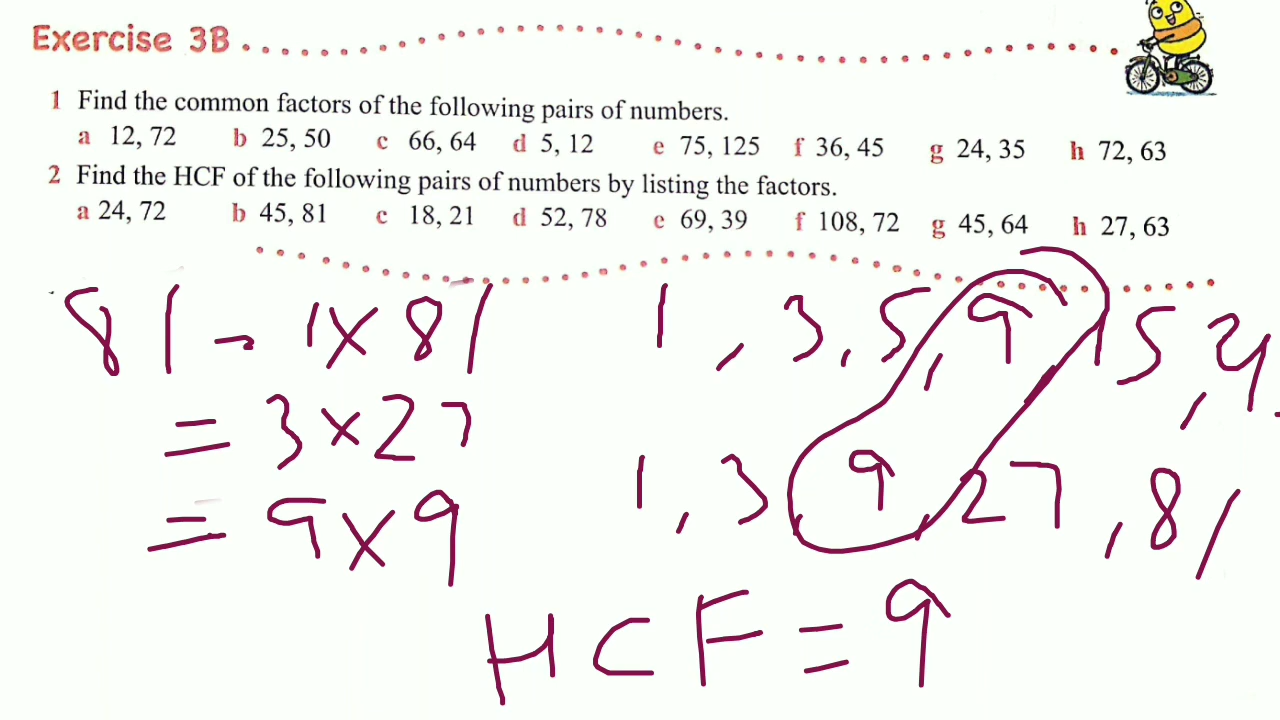 Exercise 3B
1 Find the common factors of the following pairs of numbers.
a 12, 72 b 25, 50 c 66, 64 d 5, 12 e 75, 125 f 36, 45 g 24, 35 h 72, 63
2 Find the HCF of the following pairs of numbers by listing the factors.
a 24, 72 b 45, 81 c 18, 21 d 52, 78 e 69, 39 f 108, 72 g 45, 64 h 27, 63
81 - 1 x 81
= 3 x 27
= 9 x 9
1, 3, 5, 9, 15,
1, 3 9, 27, 81
HCF = 9